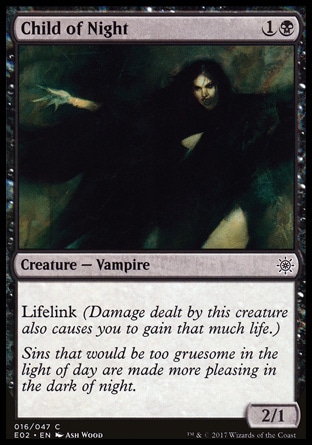 Child of Night 1
Creature — Vampire
Lifelink (Damage dealt by this creature
also causes you to gain that much life.)
Sins that would be too gruesome in the
light of day are made more pleasing in
the dark of night.
2/1
016/047 C
E02 • EN Ash Wood
™ & © 2017 Wizards of the Coast